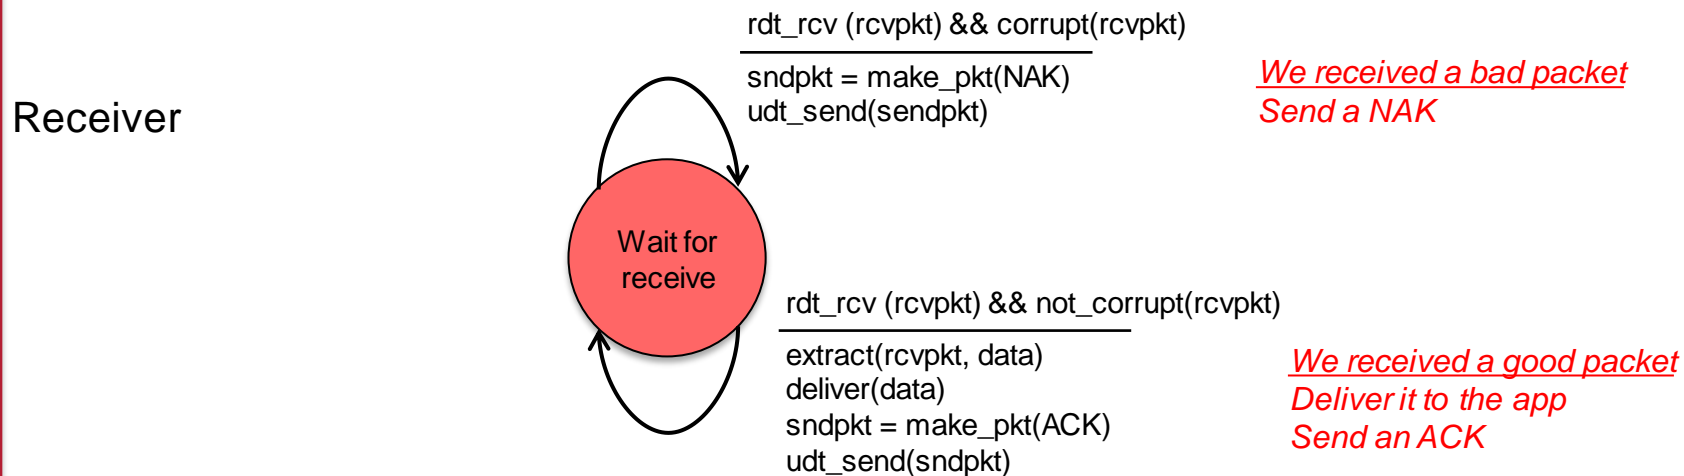 rdt_rcv (rcvpkt) && corrupt(rcvpkt)
sndpkt = make_pkt(NAK)
udt_send(sendpkt)
We received a bad packet
Send a NAK
Receiver
Wait for
receive
rdt_rcv (rcvpkt) && not_corrupt(rcvpkt)
extract(rcvpkt, data)
deliver(data)
sndpkt = make_pkt(ACK)
udt_send(sndpkt)
We received a good packet
Deliver it to the app
Send an ACK